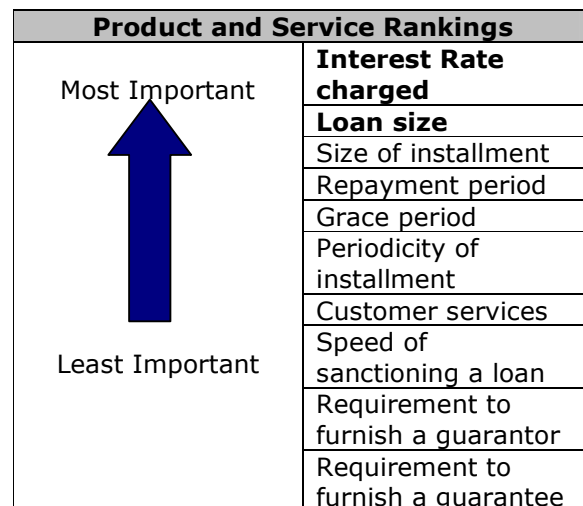 Product and Service Rankings
Most Important
Least Important
Interest Rate
charged
Loan size
Size of installment
Repayment period
Grace period
Periodicity of
installment
Customer services
Speed of
sanctioning a loan
Requirement to
furnish a guarantor
Requirement to
furnish a guarantee